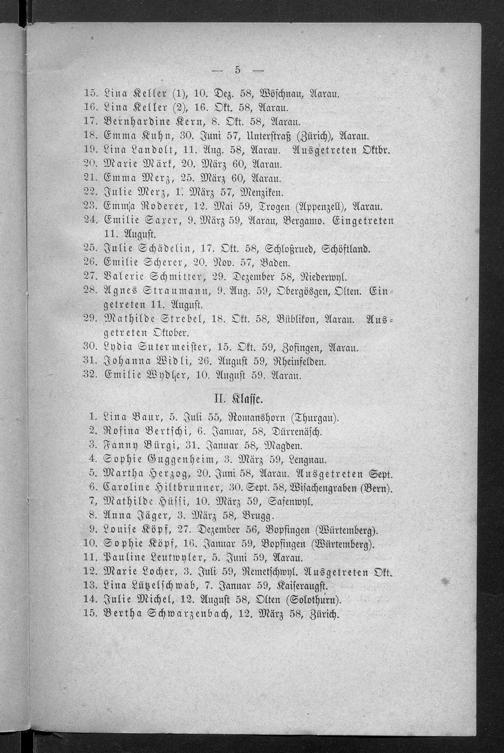 — 5 —
15. Lina Keller (1), 10. Dez. 58, Wöschnau, Aarau.
16. Lina Keller (2), 16. Okt. 58, Aarau.
17. Bernhardine Kern, 8. Okt. 58, Aarau.
18. Emma Kuhn, 30. Juni 57, Unterstraß (Zürich), Aarau.
19. Lina Landolt, 11. Aug. 58, Aarau. Ausgetreten Oktbr.
20. Marie Märk, 20. März 60, Aarau.
21. Emma Merz, 25. März 60, Aarau.
22. Julie Merz, 1. März 57, Menziken.
23. Emma Roderer, 12. Mai 59, Trogen (Appenzell), Aarau.
24. Emilie Saxer, 9. März 59, Aarau, Bergamo. Eingetreten
11. August.
25. Julie Schädelin, 17. Okt. 58, Schloßrued, Schöftland.
26. Emilie Scherer, 20. Nov. 57, Baden.
27. Valerie Schmitter, 29. Dezember 58, Niederwyl.
28. Agnes Straumann, 9. Aug. 59, Obergösgen, Olten. Ein-
getreten 11. August.
29. Mathilde Strebel, 18. Okt. 58, Büblikon, Aarau. Aus-
getreten Oktober.
30. Lydia Sutermeister, 15. Okt. 59, Zofingen, Aarau.
31. Johanna Widli, 26. August 59, Rheinfelden.
32. Emilie Wydler, 10. August 59. Aarau.
II. Klasse.
1. Lina Baur, 5. Juli 55, Romanshorn (Thurgau).
2. Rosina Bertschi, 6. Januar, 58, Dürrenäsch.
3. Fanny Bürgi, 31. Januar 58, Magden.
4. Sophie Guggenheim, 3. März 59, Lengnau.
5. Martha Herzog, 20. Juni 58, Aarau. Ausgetreten Sept.
6. Caroline Hiltbrunner, 30. Sept. 58, Wisachengraben (Bern).
7, Mathilde Hüssi, 10. März 59, Safenwyl.
8. Anna Jäger, 3. März 58, Brugg.
9. Louise Köpf, 27. Dezember 56, Bopfingen (Würtemberg).
10. Sophie Köpf, 16. Januar 59, Bopfingen (Würtemberg).
11. Pauline Leutwyler, 5. Juni 59, Aarau.
12. Marie Locher, 3. Juli 59, Remetschwyl. Ausgetreten Okt.
13. Lina Lützelschwab, 7. Januar 59, Kaiseraugst.
14. Julie Michel, 12. August 58, Olten (Solothurn).
15. Bertha Schwarzenbach, 12. März 58, Zürich.